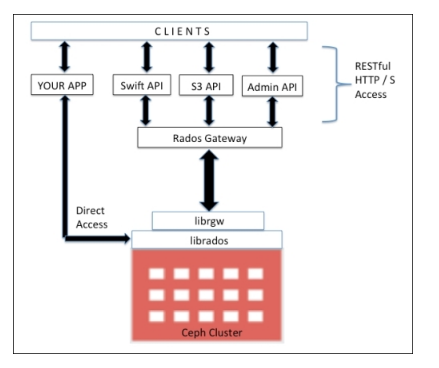 CLIENTS
YOUR APP
Swift API
S3 API
Admin API
RESTful
HTTP / S
Access
Rados Gateway
Direct
Access
librgw
librados
Ceph Cluster